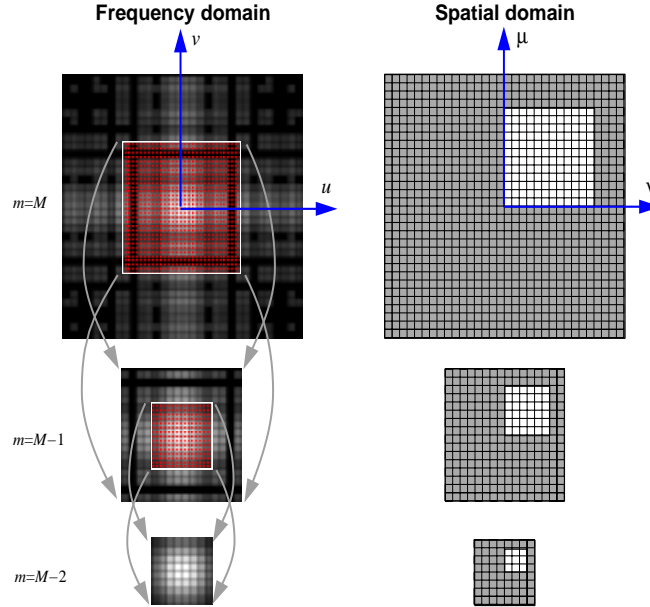 Frequency domain
Spatial domain
v
μ
u
ν
m=M
m=M−1
m=M−2